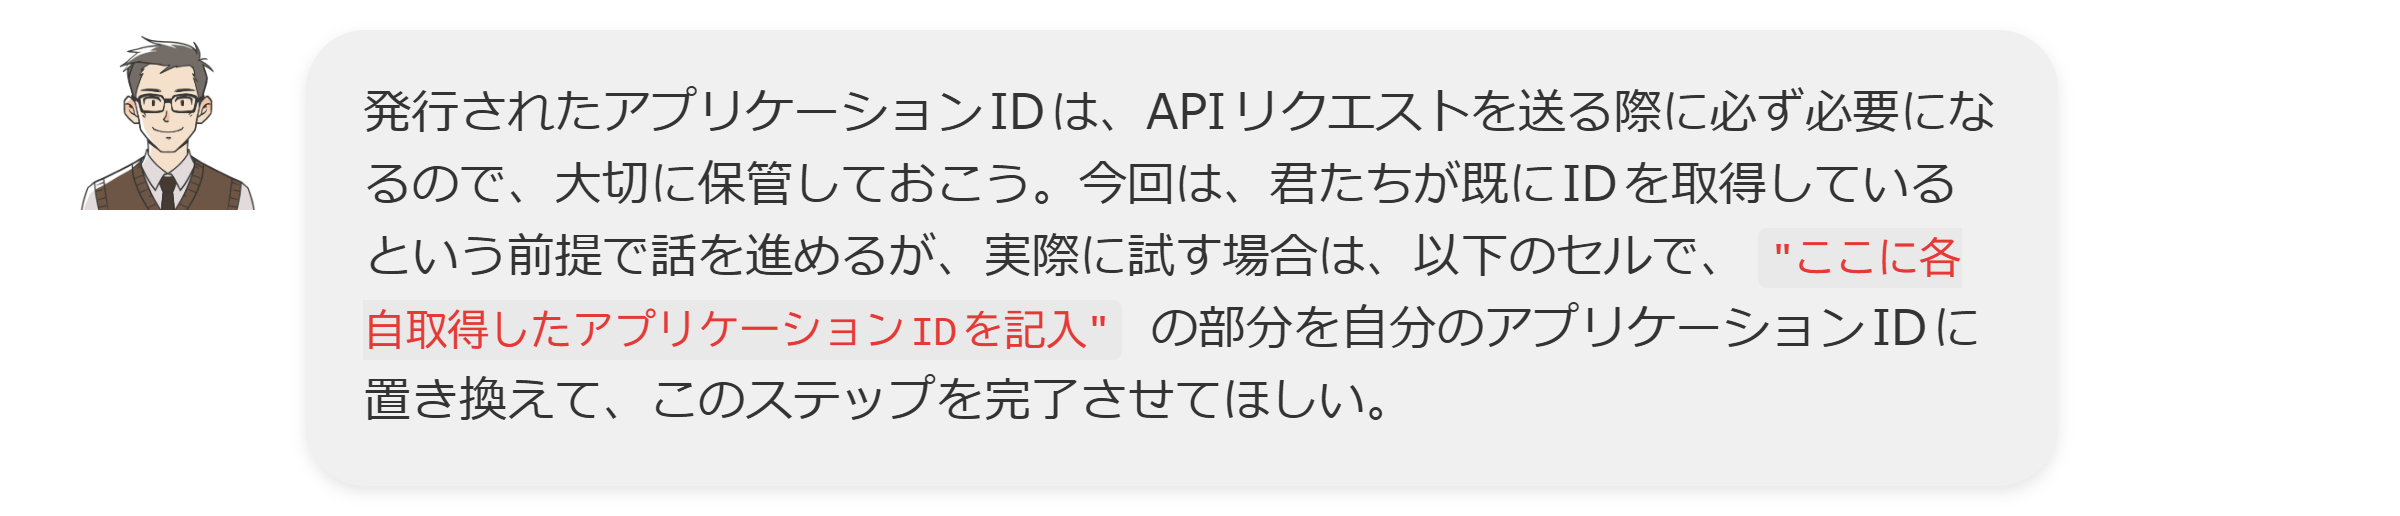 発行されたアプリケーションIDは、APIリクエストを送る際に必ず必要にな
るので、大切に保管しておこう。今回は、君たちが既にIDを取得している
という前提で話を進めるが、実際に試す場合は、以下のセルで、 "ここに各
自取得したアプリケーションIDを記入" の部分を自分のアプリケーションIDに
置き換えて、このステップを完了させてほしい。